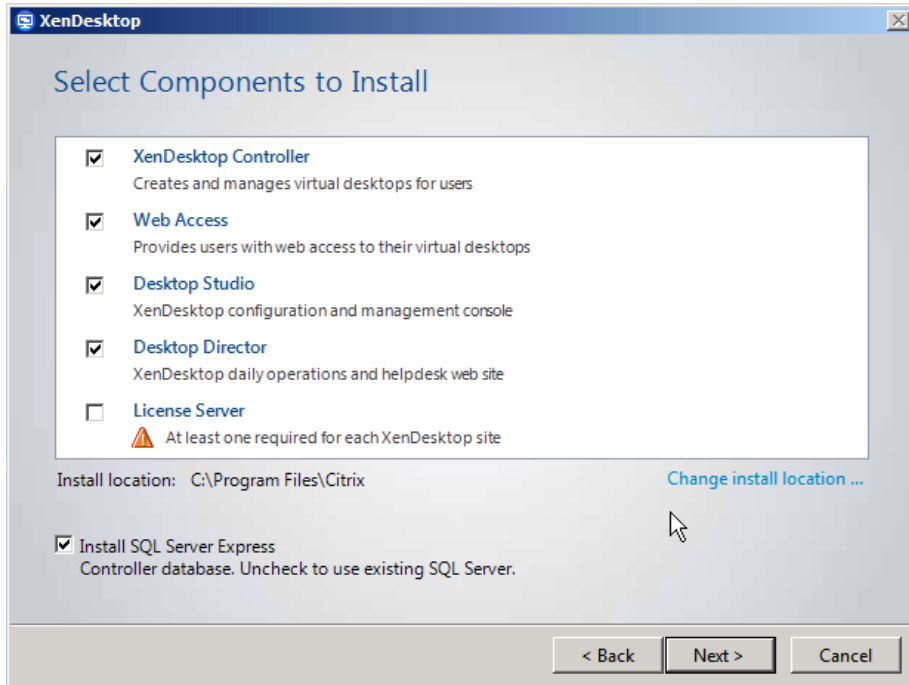 XenDesktop
Select Components to Install
XenDesktop Controller
Creates and manages virtual desktops for users
Web Access
Provides users with web access to their virtual desktops
Desktop Studio
XenDesktop configuration and management console
Desktop Director
XenDesktop daily operations and helpdesk web site
License Server
At least one required for each XenDesktop site
Install location: C:\Program Files\Citrix Change install location ...
Install SQL Server Express
Controller database. Uncheck to use existing SQL Server.
< Back Next > Cancel